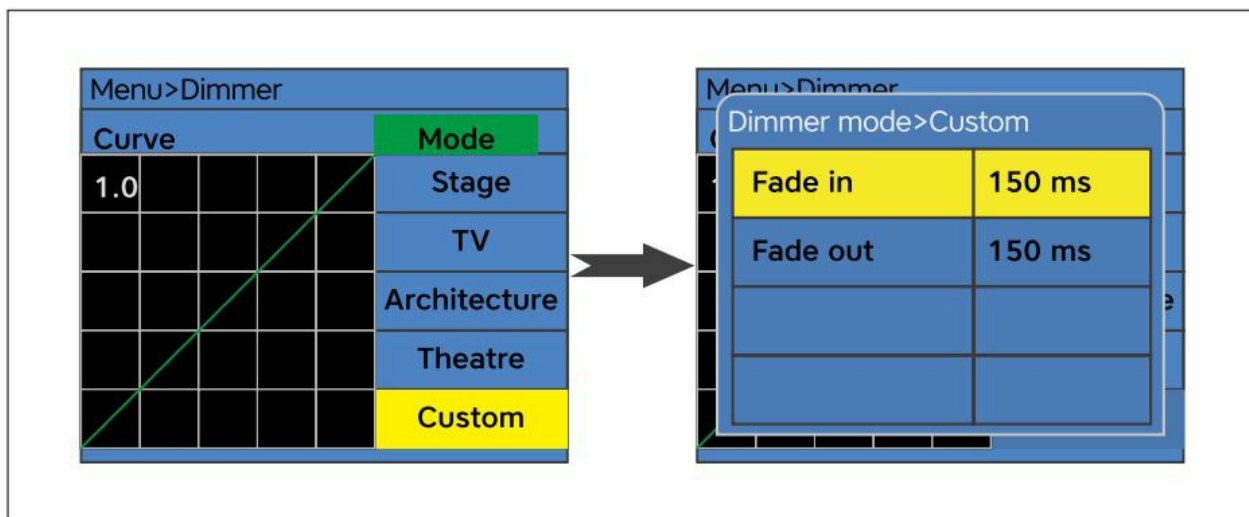 Menu>Dimmer
Curve Mode
1.0 Stage
TV
Architecture
Theatre
Custom
Menu>Dimmer
Dimmer mode>Custom
Fade in 150 ms
Fade out 150 ms